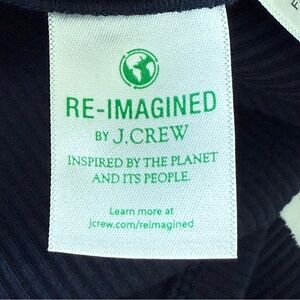 RE-IMAGINED
BY J.CREW
INSPIRED BY THE PLANET
AND ITS PEOPLE.
Learn more at
jcrew.com/reimagined